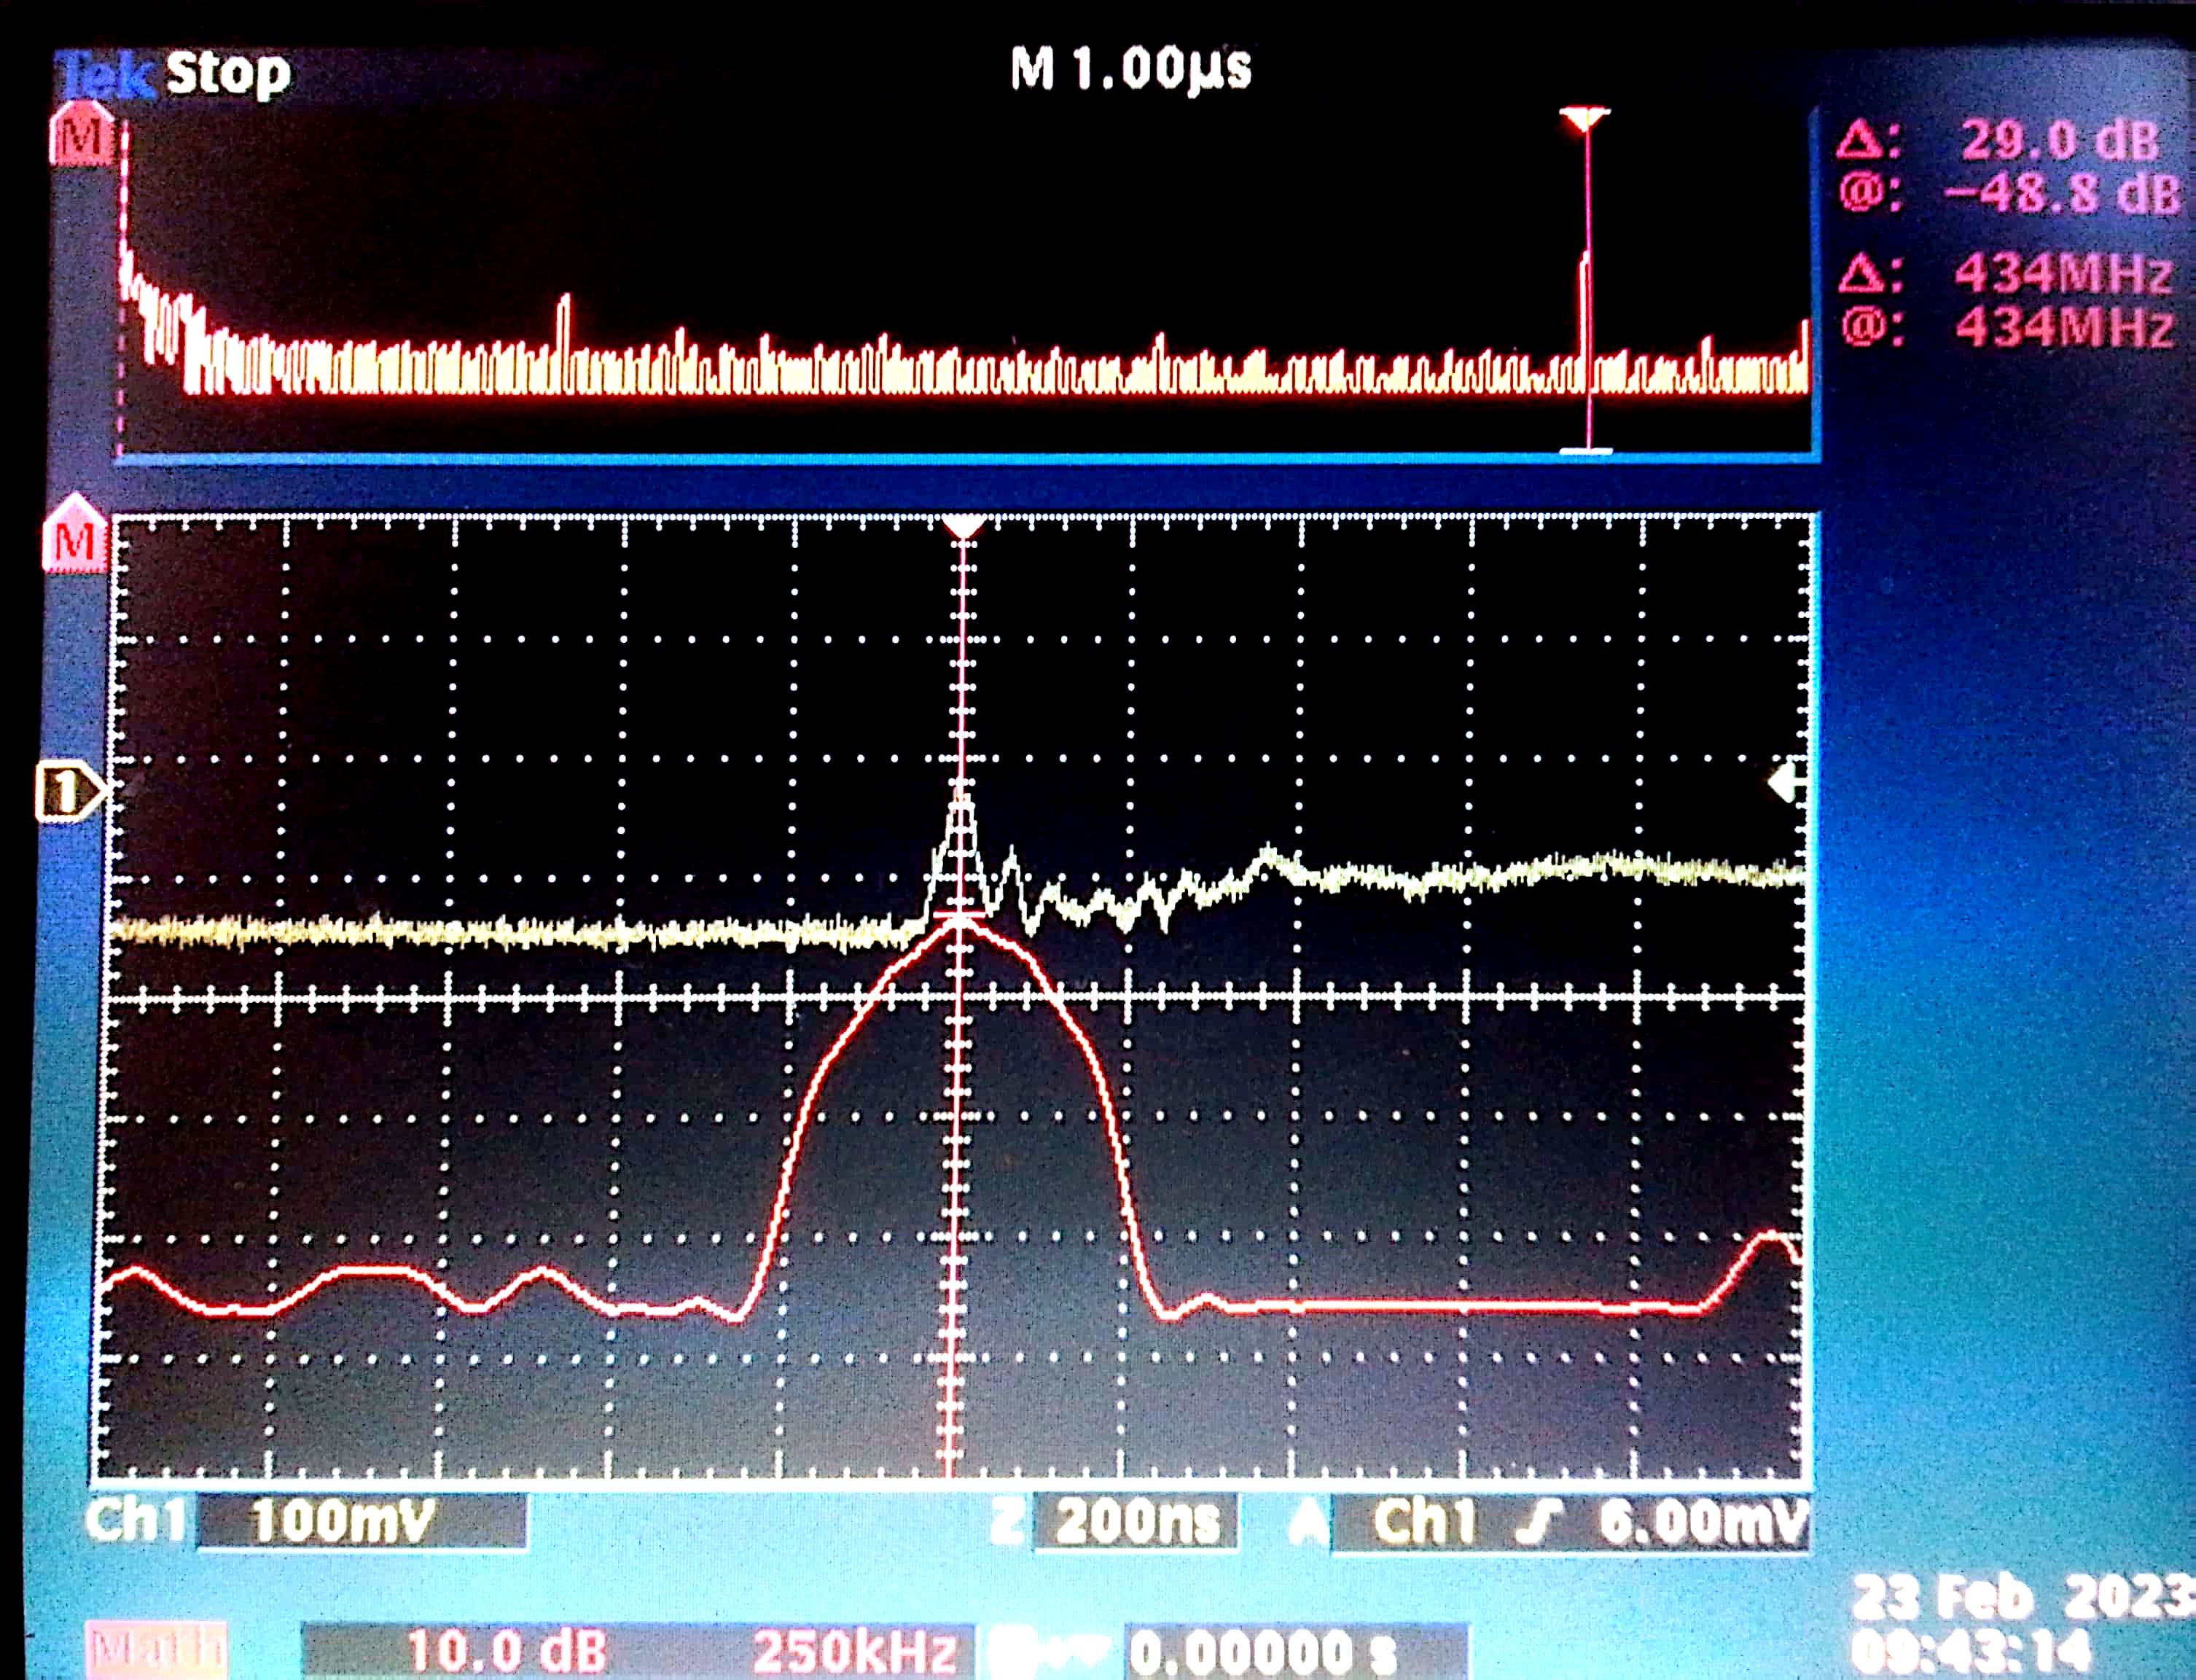 Tek Stop
M 1.00µs
M
Δ: 29.0 dB
@: −48.8 dB
Δ: 434MHz
@: 434MHz
M
1
Ch1 100mV Z 200ns A Ch1 6.00mV
Math 10.0 dB 250kHz 0.00000 s
23 Feb 2023
09:43:14